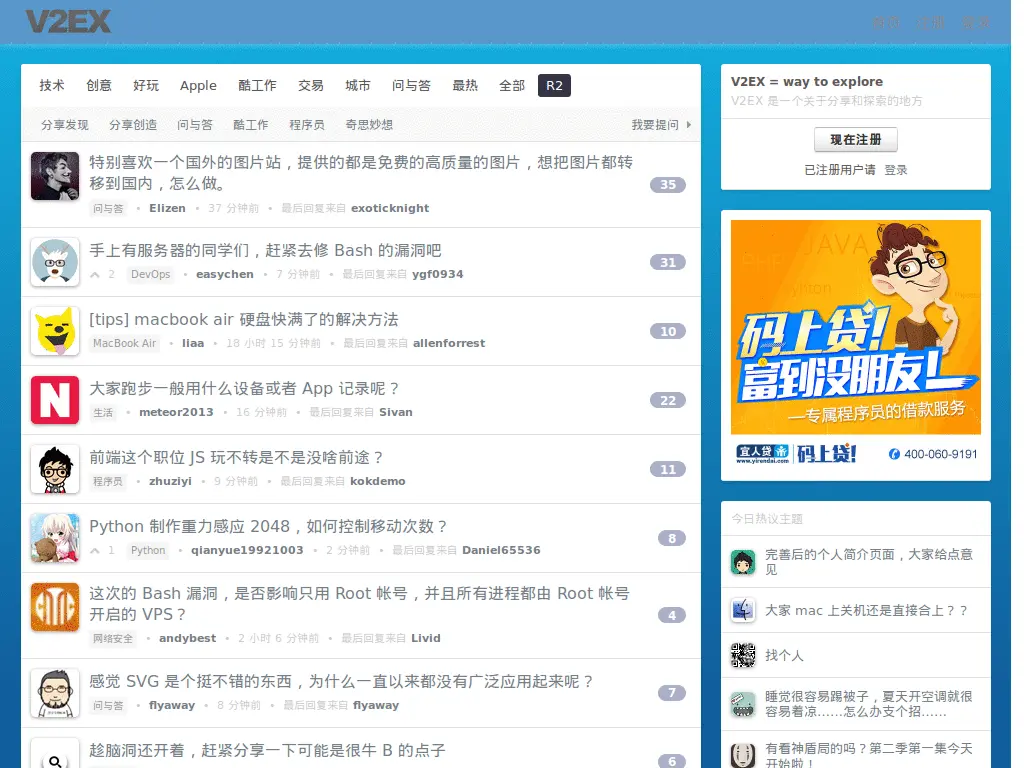 V2EX
首页 注册 登录
技术 创意 好玩 Apple 酷工作 交易 城市 问与答 最热 全部 R2
分享发现 分享创造 问与答 酷工作 程序员 奇思妙想 我要提问
特别喜欢一个国外的图片站，提供的都是免费的高质量的图片，想把图片都转
移到国内，怎么做。
问与答 • Elizen • 37 分钟前 • 最后回复来自 exoticknight
35
手上有服务器的同学们，赶紧去修 Bash 的漏洞吧
2 DevOps • easychen • 7 分钟前 • 最后回复来自 ygf0934
31
[tips] macbook air 硬盘快满了的解决方法
MacBook Air • liaa • 18 小时 15 分钟前 • 最后回复来自 allenforrest
10
大家跑步一般用什么设备或者 App 记录呢？
生活 • meteor2013 • 16 分钟前 • 最后回复来自 Sivan
22
前端这个职位 JS 玩不转是不是没啥前途？
程序员 • zhuziyi • 9 分钟前 • 最后回复来自 kokdemo
11
Python 制作重力感应 2048，如何控制移动次数？
1 Python • qianyue19921003 • 2 分钟前 • 最后回复来自 Daniel65536
8
这次的 Bash 漏洞，是否影响只用 Root 帐号，并且所有进程都由 Root 帐号
开启的 VPS？
网络安全 • andybest • 2 小时 6 分钟前 • 最后回复来自 Livid
4
感觉 SVG 是个挺不错的东西，为什么一直以来都没有广泛应用起来呢？
问与答 • flyaway • 8 分钟前 • 最后回复来自 flyaway
7
趁脑洞还开着，赶紧分享一下可能是很牛 B 的点子
6
V2EX = way to explore
V2EX 是一个关于分享和探索的地方
现在注册
已注册用户请 登录
JAVA
PHP
码上贷!
富到没朋友!
—专属程序员的借款服务
宜人贷 www.yirendai.com 码上贷! 400-060-9191
今日热议主题
完善后的个人简介页面，大家给点意
见
大家 mac 上关机还是直接合上？？
找个人
睡觉很容易踢被子，夏天开空调就很
容易着凉……怎么办支个招……
有看神盾局的吗？第二季第一集今天
开始啦！